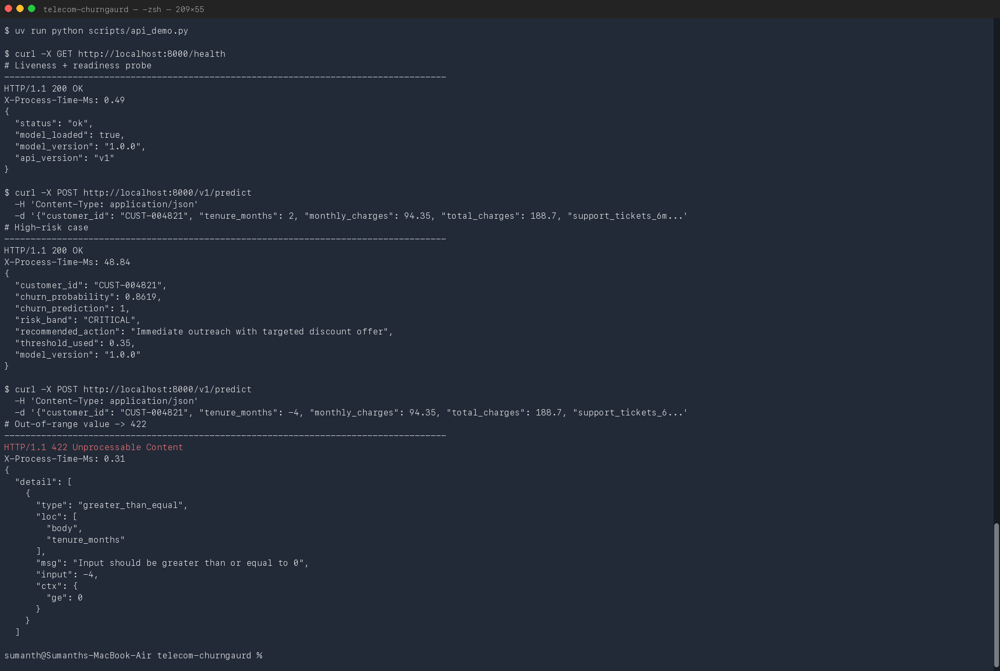 telecom-churngaurd — -zsh — 209×55
$ uv run python scripts/api_demo.py
$ curl -X GET http://localhost:8000/health
# Liveness + readiness probe
------------------------------------------------------------------------------------
HTTP/1.1 200 OK
X-Process-Time-Ms: 0.49
{
  "status": "ok",
  "model_loaded": true,
  "model_version": "1.0.0",
  "api_version": "v1"
}
$ curl -X POST http://localhost:8000/v1/predict
  -H 'Content-Type: application/json'
  -d '{"customer_id": "CUST-004821", "tenure_months": 2, "monthly_charges": 94.35, "total_charges": 188.7, "support_tickets_6m...'
# High-risk case
------------------------------------------------------------------------------------
HTTP/1.1 200 OK
X-Process-Time-Ms: 48.84
{
  "customer_id": "CUST-004821",
  "churn_probability": 0.8619,
  "churn_prediction": 1,
  "risk_band": "CRITICAL",
  "recommended_action": "Immediate outreach with targeted discount offer",
  "threshold_used": 0.35,
  "model_version": "1.0.0"
}
$ curl -X POST http://localhost:8000/v1/predict
  -H 'Content-Type: application/json'
  -d '{"customer_id": "CUST-004821", "tenure_months": -4, "monthly_charges": 94.35, "total_charges": 188.7, "support_tickets_6...'
# Out-of-range value -> 422
------------------------------------------------------------------------------------
HTTP/1.1 422 Unprocessable Content
X-Process-Time-Ms: 0.31
{
  "detail": [
    {
      "type": "greater_than_equal",
      "loc": [
        "body",
        "tenure_months"
      ],
      "msg": "Input should be greater than or equal to 0",
      "input": -4,
      "ctx": {
        "ge": 0
      }
    }
  ]
sumanth@Sumanths-MacBook-Air telecom-churngaurd %